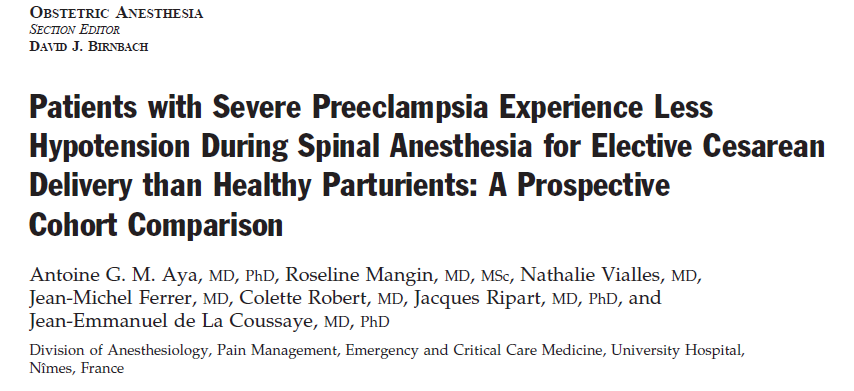 OBSTETRIC ANESTHESIA
SECTION EDITOR
DAVID J. BIRNBACH
Patients with Severe Preeclampsia Experience Less
Hypotension During Spinal Anesthesia for Elective Cesarean
Delivery than Healthy Parturients: A Prospective
Cohort Comparison
Antoine G. M. Aya, MD, PhD, Roseline Mangin, MD, MSc, Nathalie Vialles, MD,
Jean-Michel Ferrer, MD, Colette Robert, MD, Jacques Ripart, MD, PhD, and
Jean-Emmanuel de La Coussaye, MD, PhD
Division of Anesthesiology, Pain Management, Emergency and Critical Care Medicine, University Hospital,
Nîmes, France